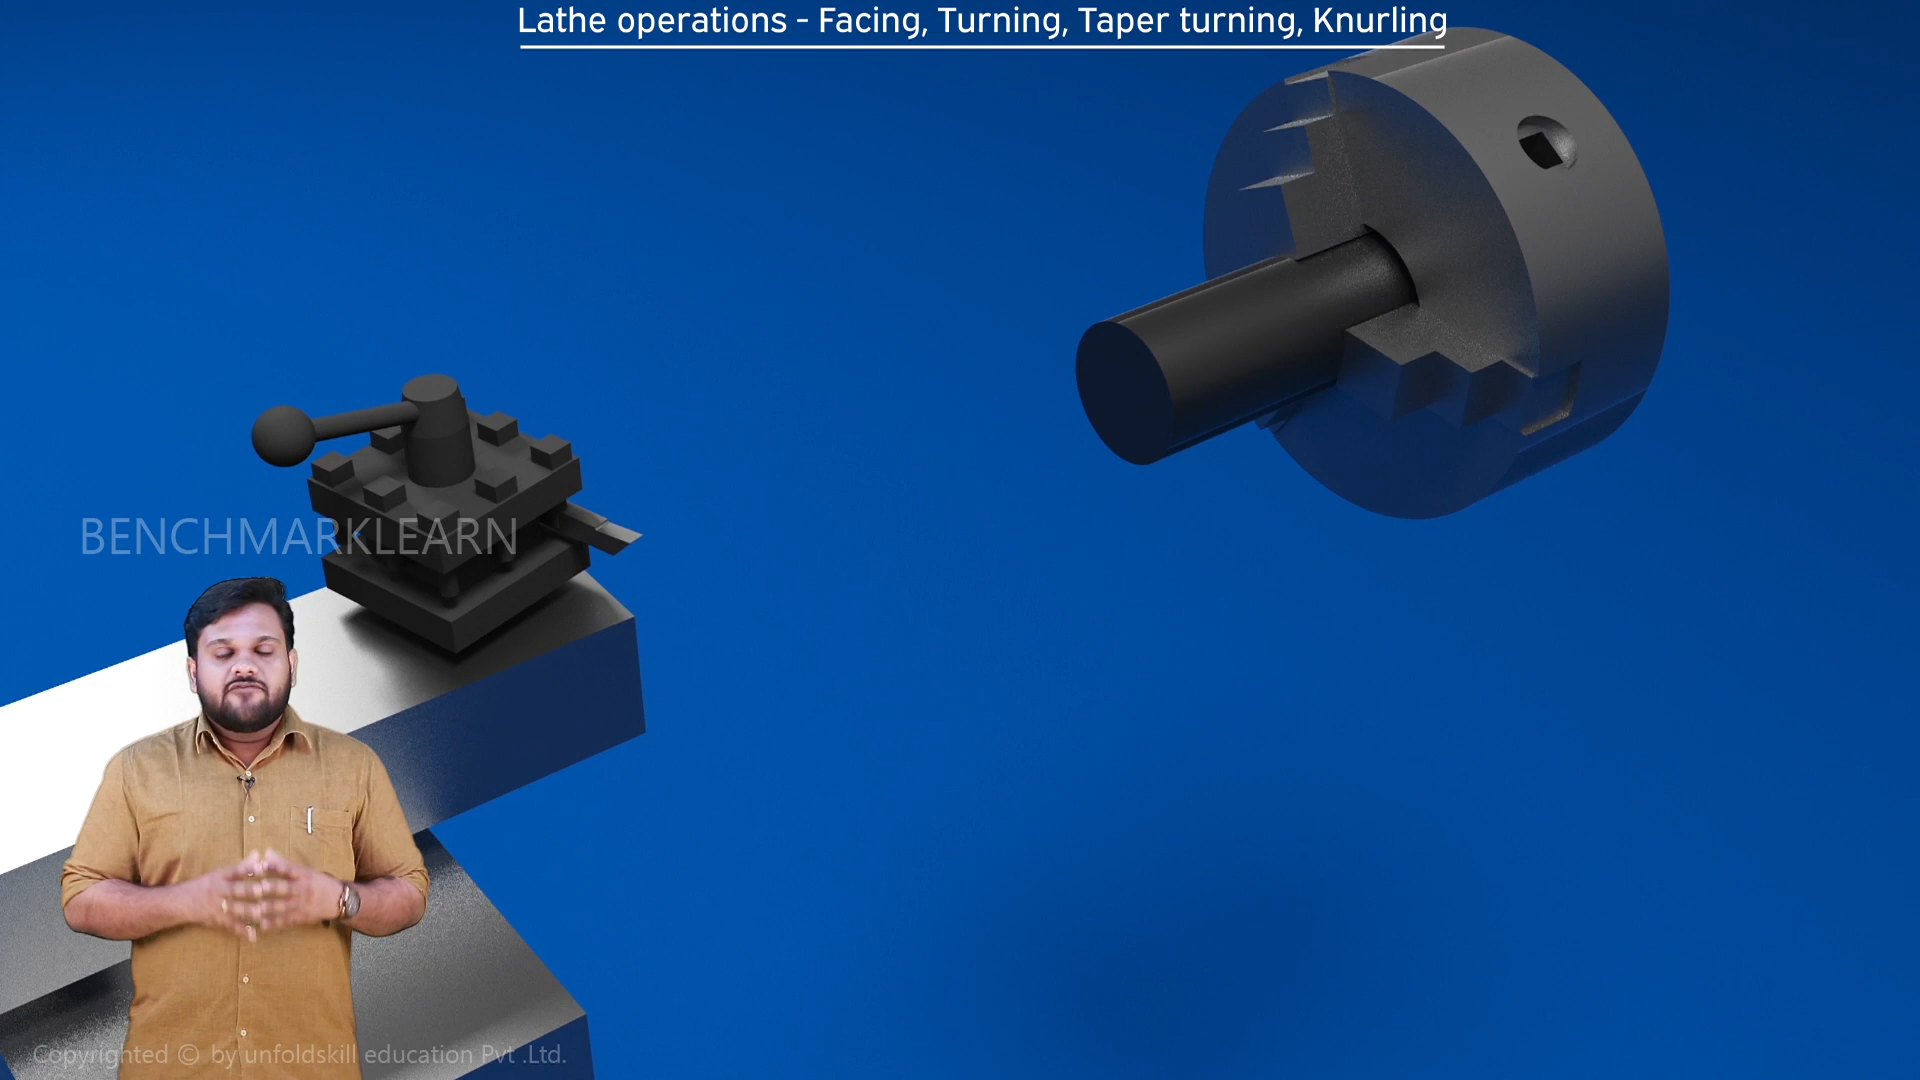 Lathe operations - Facing, Turning, Taper turning, Knurling
BENCHMARKLEARN
Copyrighted © by unfoldskill education Pvt .Ltd.